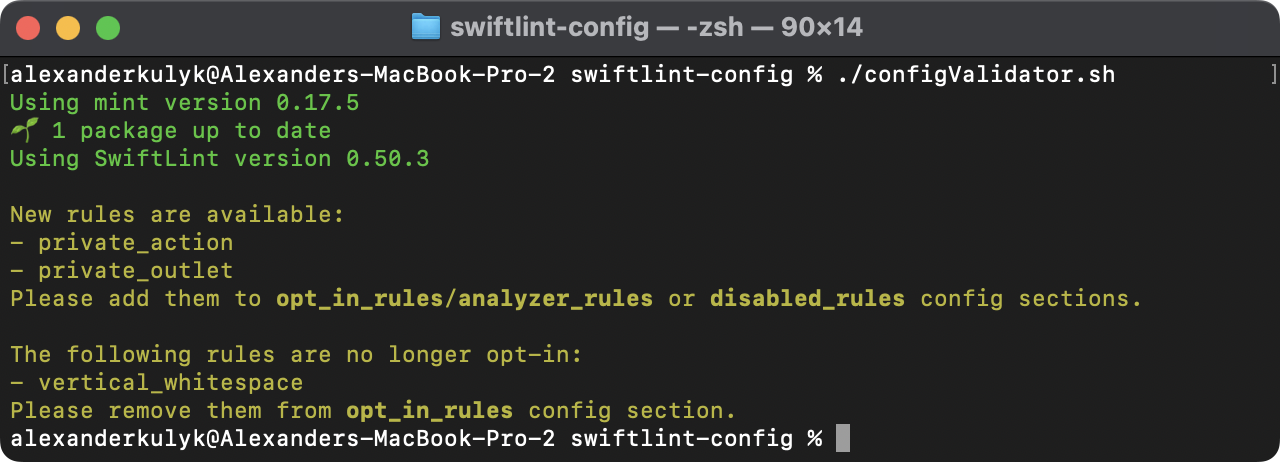 swiftlint-config — -zsh — 90×14
[alexanderkulyk@Alexanders-MacBook-Pro-2 swiftlint-config % ./configValidator.sh ]
Using mint version 0.17.5
🌱 1 package up to date
Using SwiftLint version 0.50.3
New rules are available:
- private_action
- private_outlet
Please add them to opt_in_rules/analyzer_rules or disabled_rules config sections.
The following rules are no longer opt-in:
- vertical_whitespace
Please remove them from opt_in_rules config section.
alexanderkulyk@Alexanders-MacBook-Pro-2 swiftlint-config %